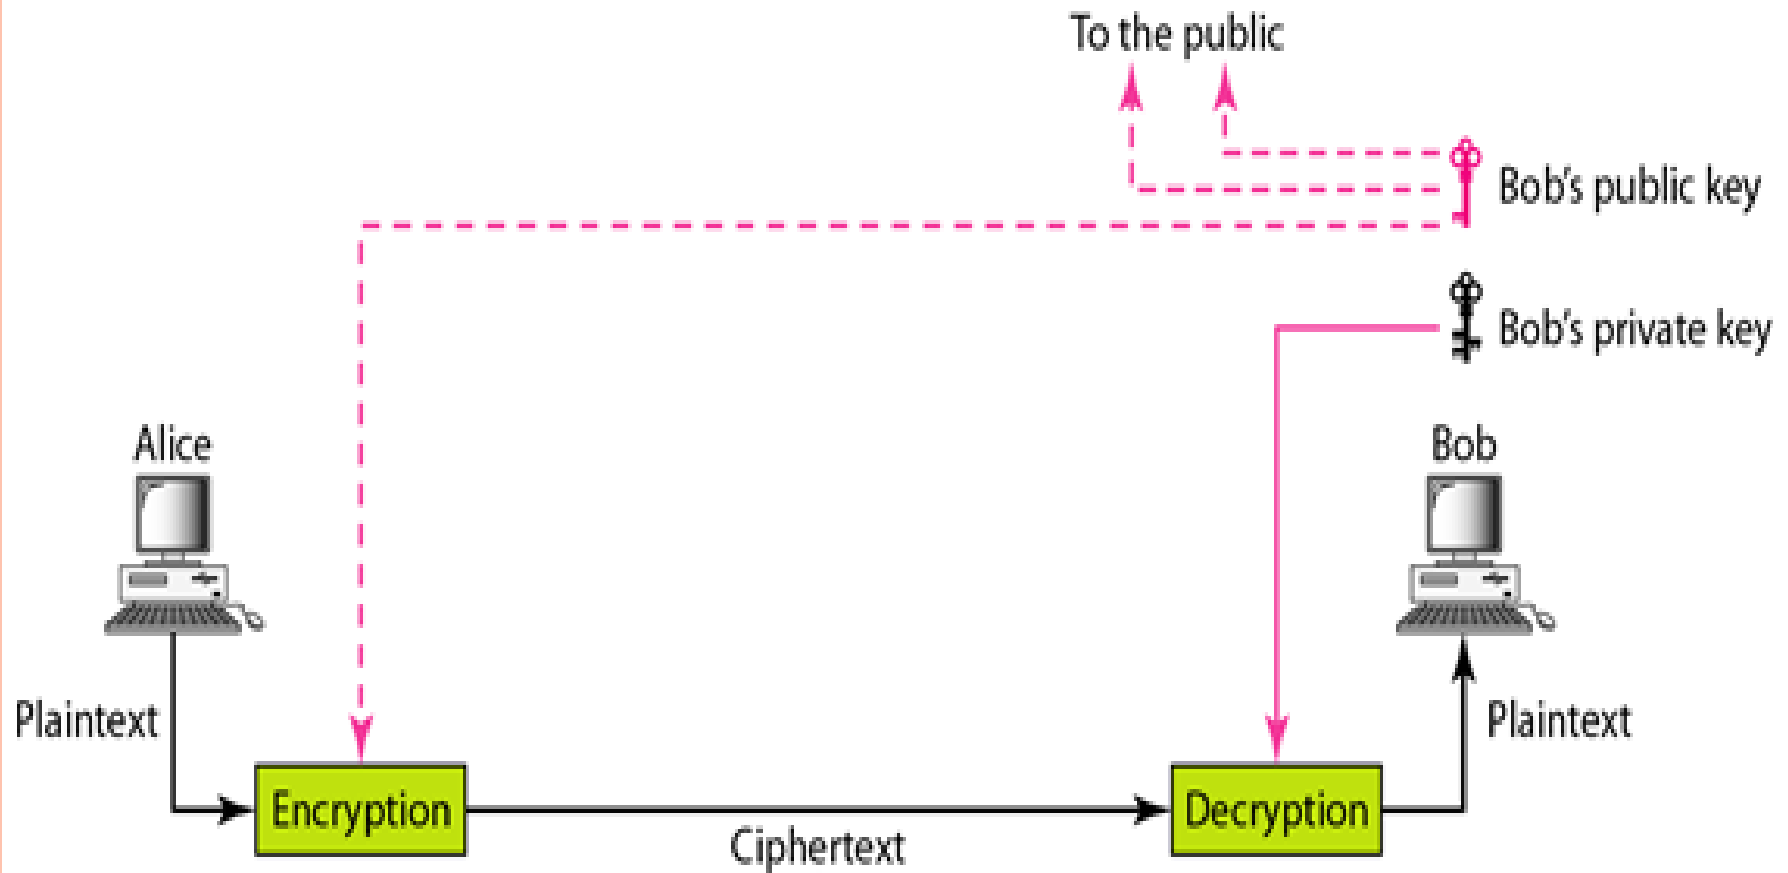 To the public
Bob's public key
Bob's private key
Alice
Bob
Plaintext
Plaintext
Encryption
Decryption
Ciphertext